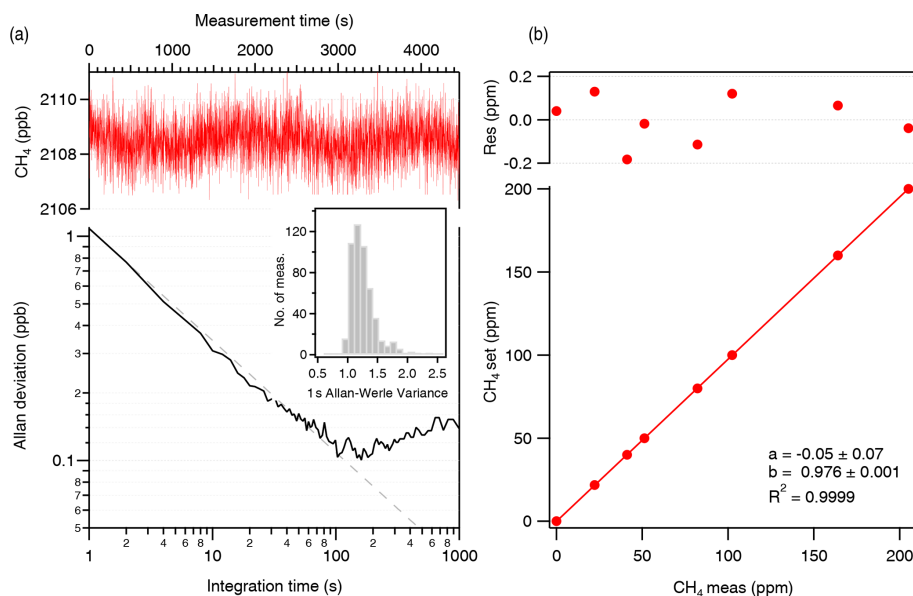 (a)
Measurement time (s)
0 1000 2000 3000 4000
CH4 (ppb)
2110
2108
2106
Allan deviation (ppb)
1
8
6
5
4
3
2
0.1
8
6
5
No. of meas.
120
80
40
0
0.5 1.0 1.5 2.0 2.5
1s Allan-Werle Variance
1 2 4 6 8 10 2 4 6 8 100 2 4 6 8 1000
Integration time (s)
(b)
Res (ppm)
0.2
0.0
-0.2
CH4 set (ppm)
200
150
100
50
0
a = -0.05 ± 0.07
b = 0.976 ± 0.001
R2 = 0.9999
0 50 100 150 200
CH4 meas (ppm)